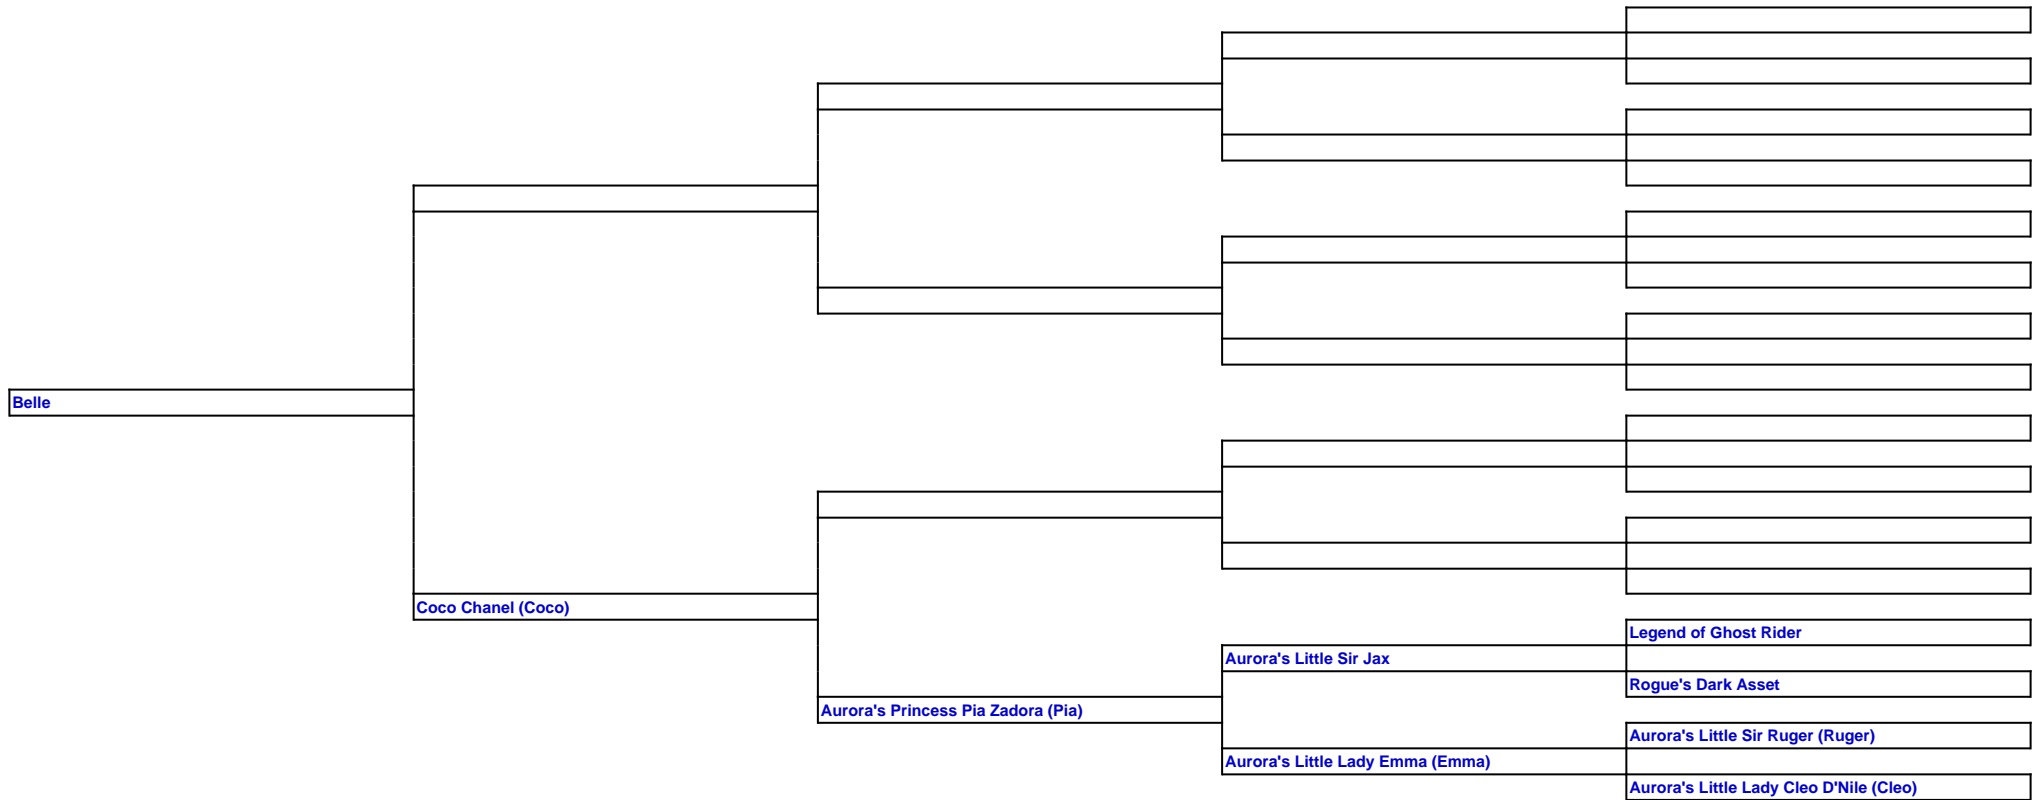 Belle
Coco Chanel (Coco)
Legend of Ghost Rider
Aurora's Little Sir Jax
Rogue's Dark Asset
Aurora's Princess Pia Zadora (Pia)
Aurora's Little Sir Ruger (Ruger)
Aurora's Little Lady Emma (Emma)
Aurora's Little Lady Cleo D'Nile (Cleo)